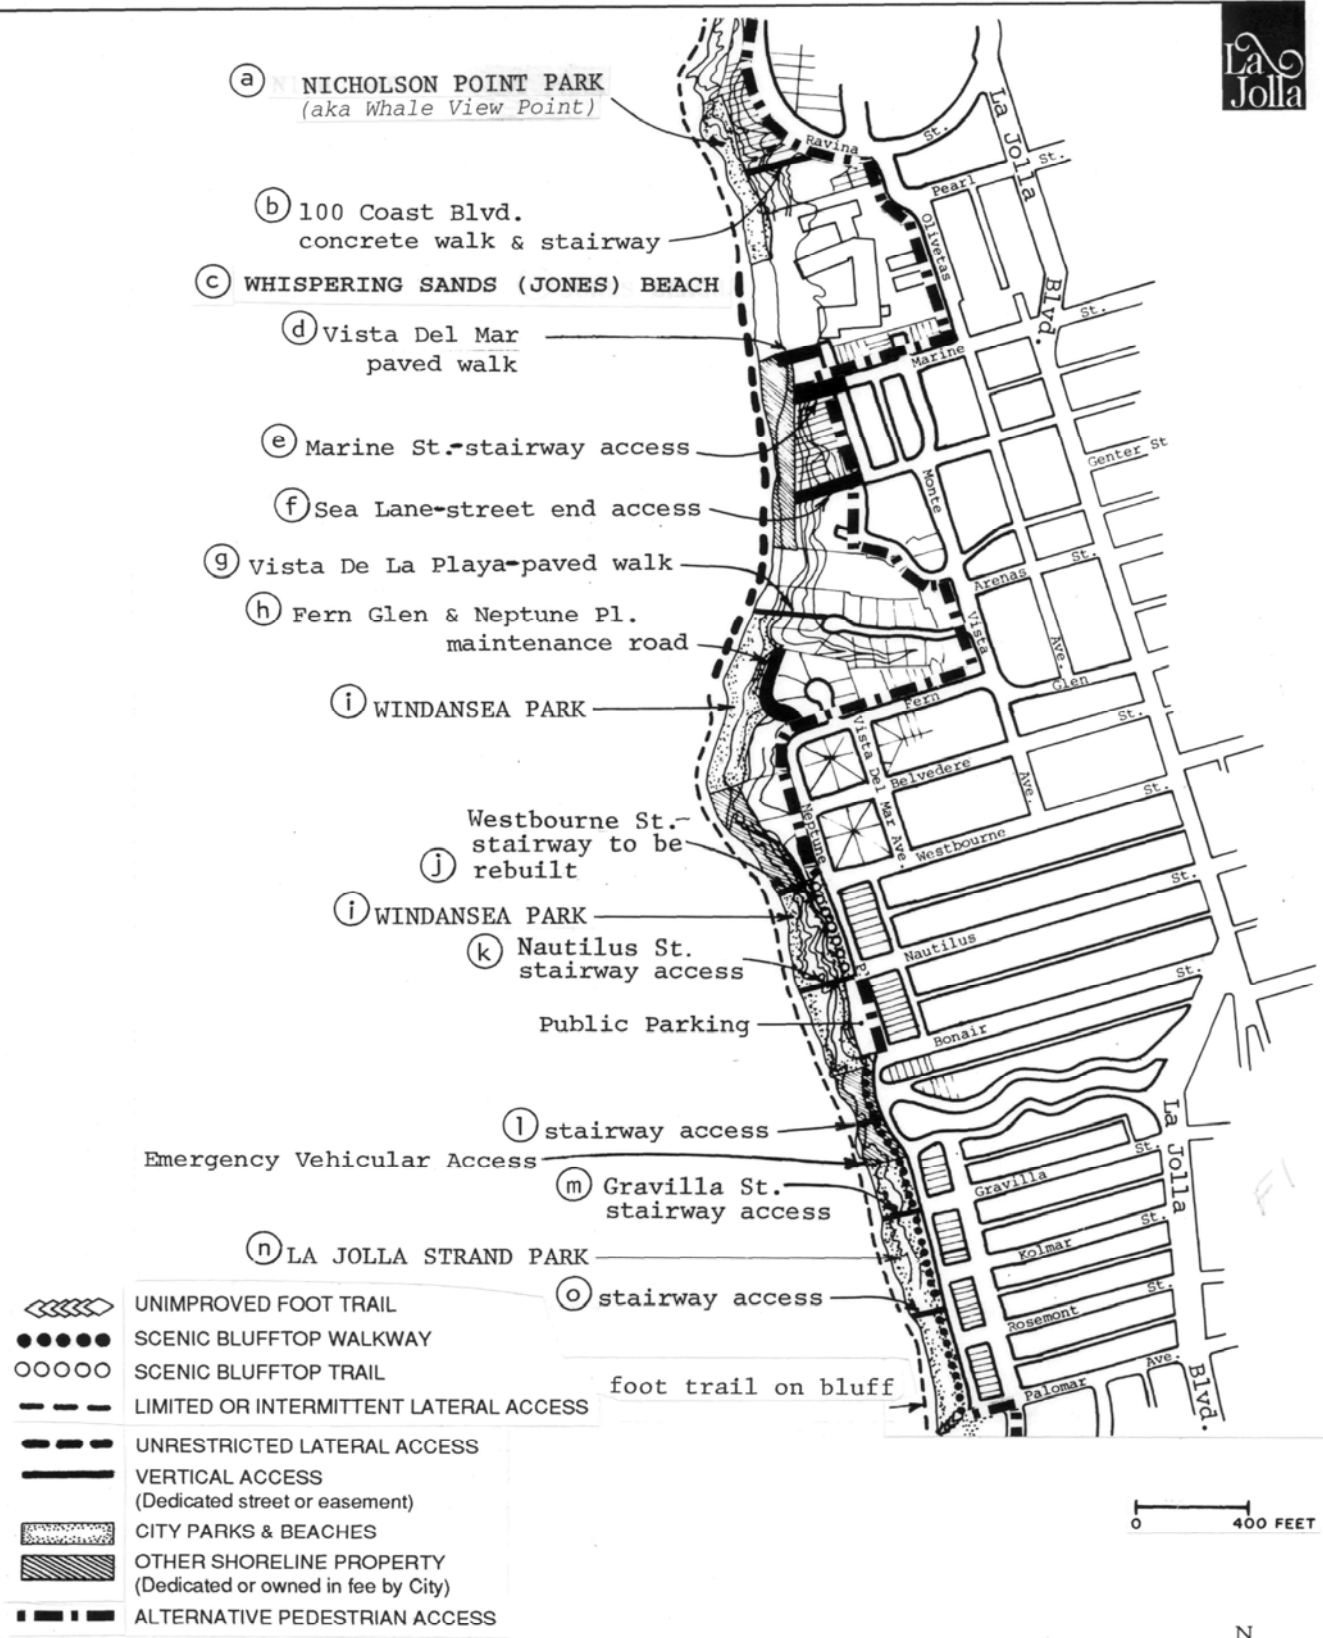 La
Jolla
a NICHOLSON POINT PARK
(aka Whale View Point)
b 100 Coast Blvd.
concrete walk & stairway
c WHISPERING SANDS (JONES) BEACH
d Vista Del Mar
paved walk
e Marine St.-stairway access
f Sea Lane-street end access
g Vista De La Playa-paved walk
h Fern Glen & Neptune Pl.
maintenance road
i WINDANSEA PARK
Westbourne St.-
stairway to be
j rebuilt
i WINDANSEA PARK
k Nautilus St.
stairway access
Public Parking
l stairway access
Emergency Vehicular Access
m Gravilla St.
stairway access
n LA JOLLA STRAND PARK
o stairway access
foot trail on bluff
Ravina St.
La Jolla Blvd.
Pearl St.
Olivetas
Marine St.
Monte
Genter St
Arenas St.
Vista
Ave.
Fern Glen
St.
Vista Del Mar Ave.
Belvedere
Ave.
St.
Neptune
Westbourne
St.
Nautilus
St.
Pl
Bonair
La Jolla Blvd.
Gravilla St.
Kolmar St.
Rosemont St.
Palomar Ave.
F1
UNIMPROVED FOOT TRAIL
SCENIC BLUFFTOP WALKWAY
SCENIC BLUFFTOP TRAIL
LIMITED OR INTERMITTENT LATERAL ACCESS
UNRESTRICTED LATERAL ACCESS
VERTICAL ACCESS
(Dedicated street or easement)
CITY PARKS & BEACHES
OTHER SHORELINE PROPERTY
(Dedicated or owned in fee by City)
ALTERNATIVE PEDESTRIAN ACCESS
0 400 FEET
N